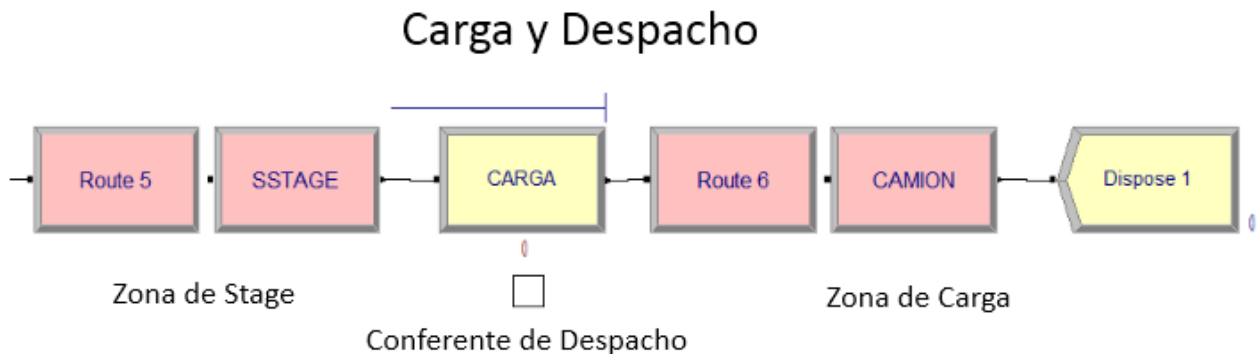 Carga y Despacho
Route 5
SSTAGE
CARGA
Route 6
CAMION
Dispose 1
0
0
Zona de Stage
Zona de Carga
Conferente de Despacho